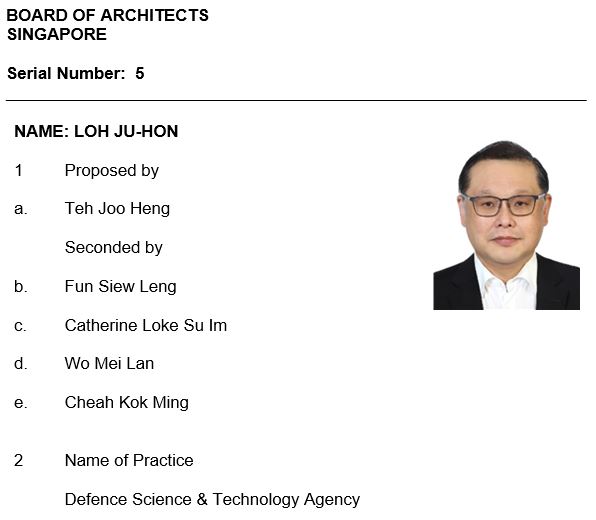 BOARD OF ARCHITECTS
SINGAPORE
Serial Number: 5
NAME: LOH JU-HON
1 Proposed by
a. Teh Joo Heng
Seconded by
b. Fun Siew Leng
c. Catherine Loke Su Im
d. Wo Mei Lan
e. Cheah Kok Ming
2 Name of Practice
Defence Science & Technology Agency